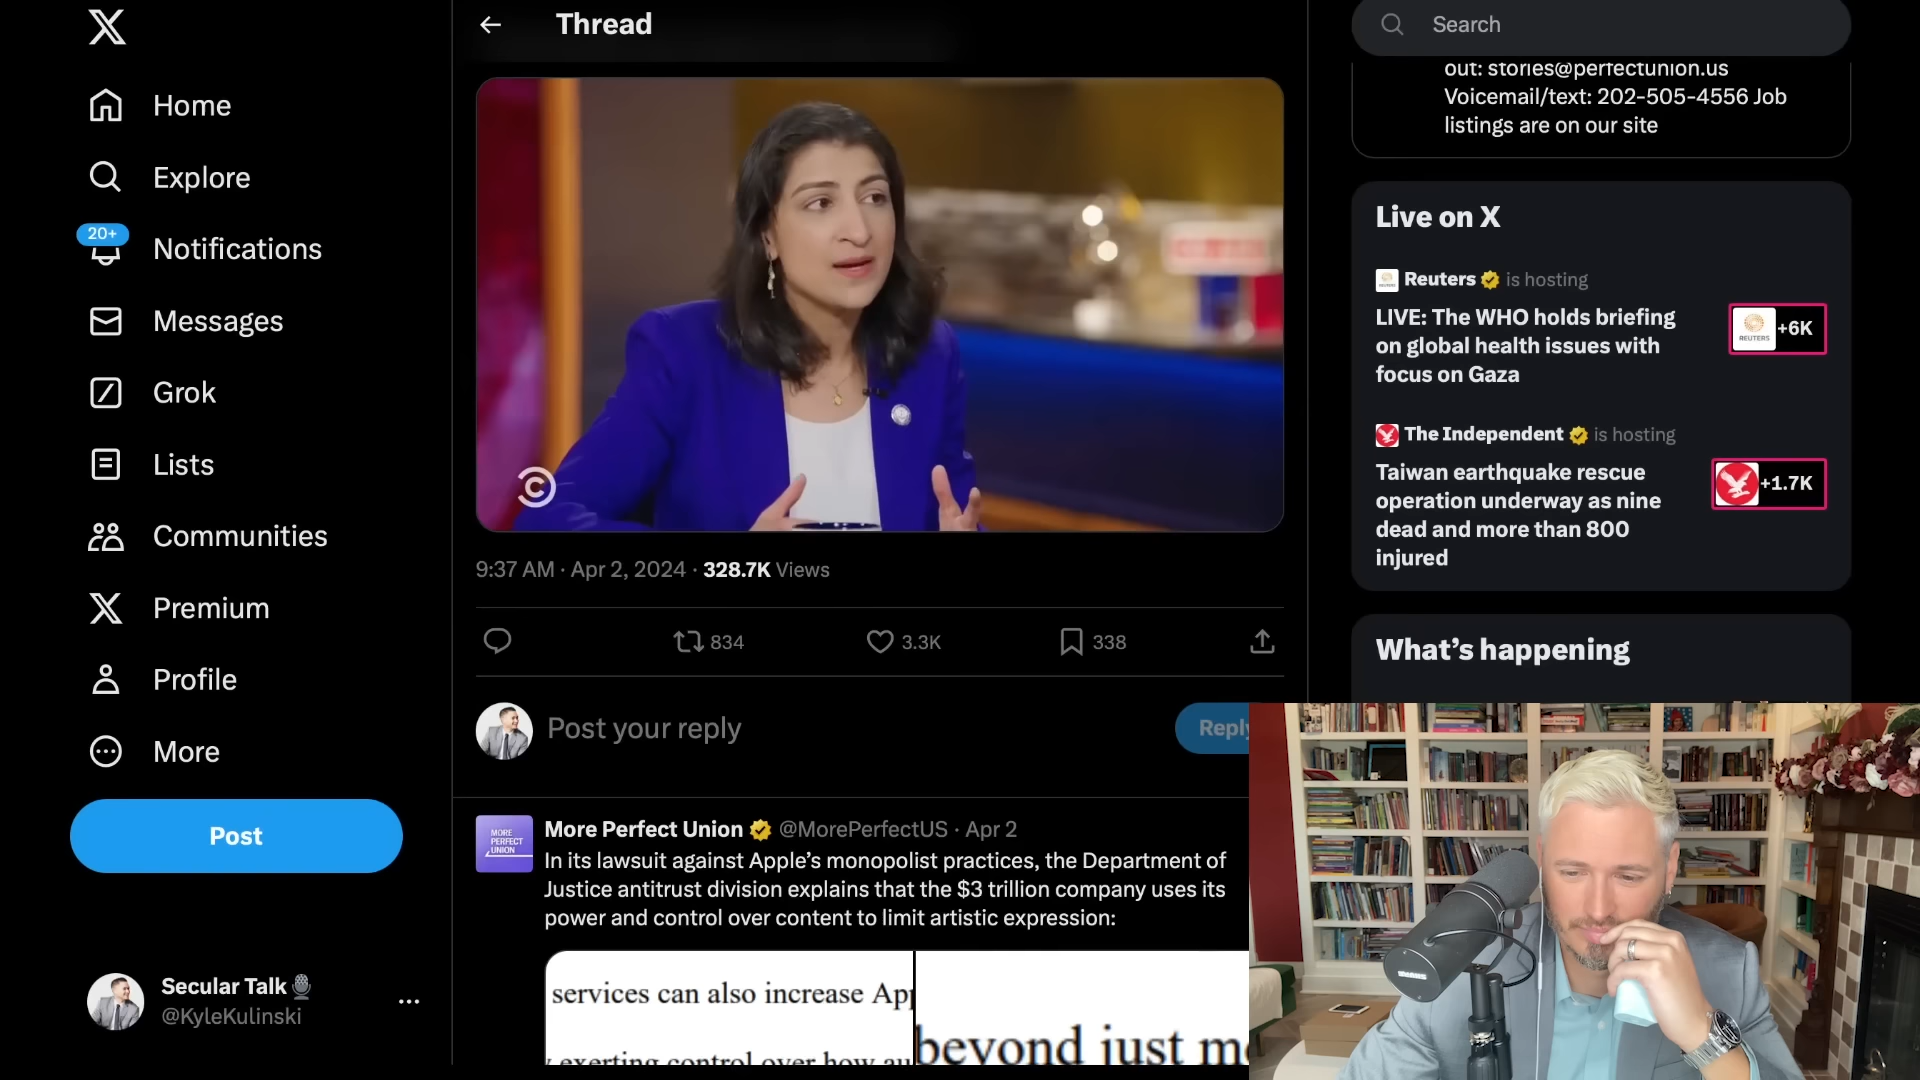 Thread
Search
Home
Explore
20+
Notifications
Messages
Grok
Lists
Communities
Premium
Profile
More
Post
Secular Talk
@KyleKulinski
9:37 AM · Apr 2, 2024 · 328.7K Views
834
3.3K
338
Post your reply
Reply
MORE
PERFECT
UNION
More Perfect Union @MorePerfectUS · Apr 2
In its lawsuit against Apple’s monopolist practices, the Department of
Justice antitrust division explains that the $3 trillion company uses its
power and control over content to limit artistic expression:
services can also increase App
exerting control over how au
beyond just m
out: stories@perfectunion.us
Voicemail/text: 202-505-4556 Job
listings are on our site
Live on X
Reuters is hosting
LIVE: The WHO holds briefing
on global health issues with
focus on Gaza
REUTERS
+6K
The Independent is hosting
Taiwan earthquake rescue
operation underway as nine
dead and more than 800
injured
+1.7K
What’s happening